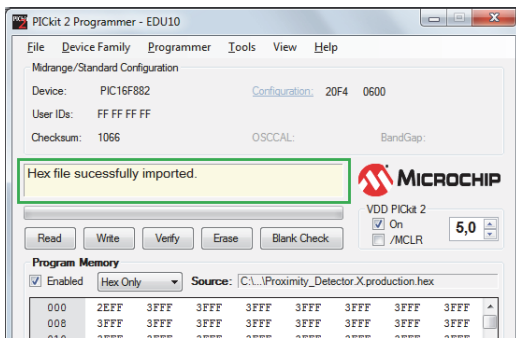 PICkit 2 Programmer - EDU10
File Device Family Programmer Tools View Help
Midrange/Standard Configuration
Device: PIC16F882 Configuration: 20F4 0600
User IDs: FF FF FF FF
Checksum: 1066 OSCCAL: BandGap:
Hex file sucessfully imported.
MICROCHIP
VDD PICkit 2
On
/MCLR
5,0
Read Write Verify Erase Blank Check
Program Memory
Enabled Hex Only Source: C:\...\Proximity_Detector.X.production.hex
000 2EFF 3FFF 3FFF 3FFF 3FFF 3FFF 3FFF 3FFF
008 3FFF 3FFF 3FFF 3FFF 3FFF 3FFF 3FFF 3FFF